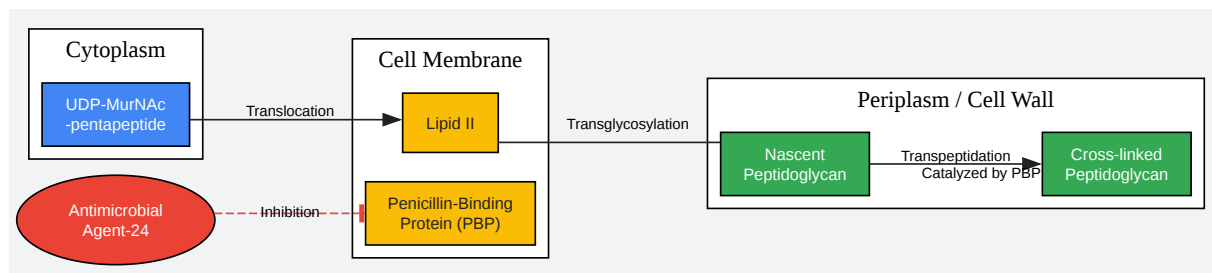 Cytoplasm
UDP-MurNAc
-pentapeptide
Translocation
Cell Membrane
Lipid II
Transglycosylation
Periplasm / Cell Wall
Nascent
Peptidoglycan
Transpeptidation
Catalyzed by PBP
Cross-linked
Peptidoglycan
Antimicrobial
Agent-24
Inhibition
Penicillin-Binding
Protein (PBP)